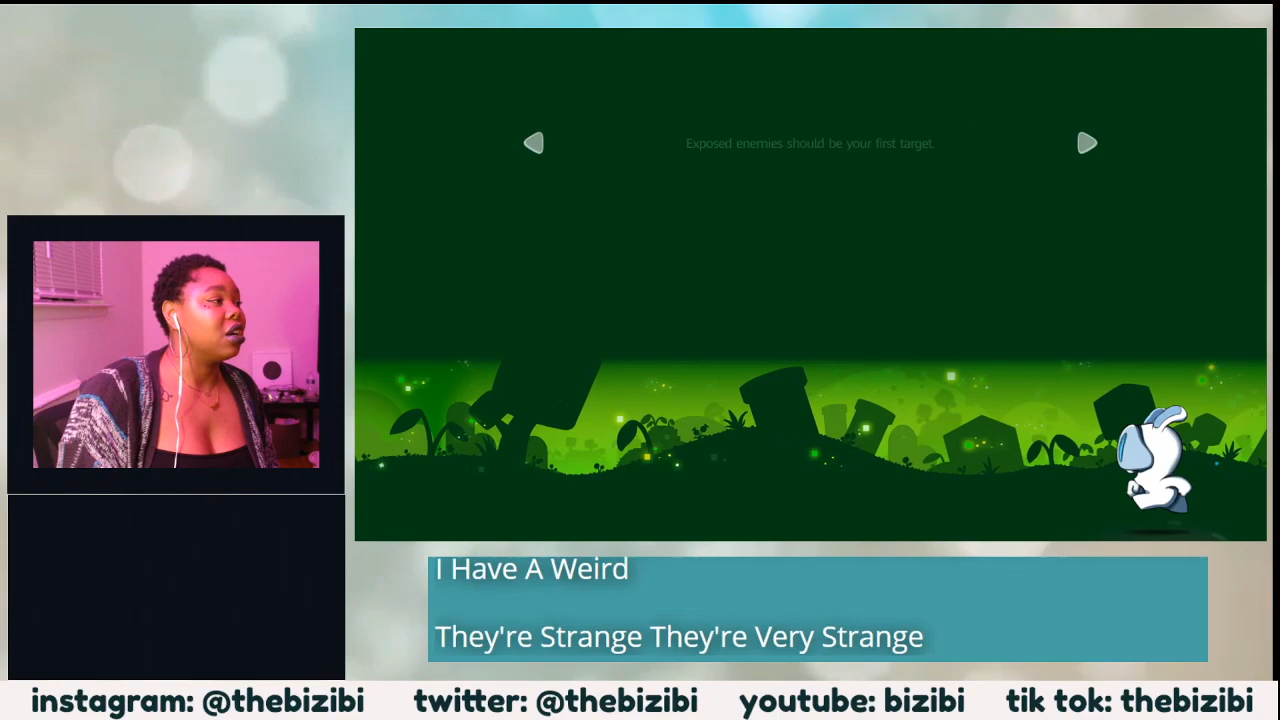 Exposed enemies should be your first target.
I Have A Weird
They're Strange They're Very Strange
instagram: @thebizibi twitter: @thebizibi youtube: bizibi tik tok: thebizibi